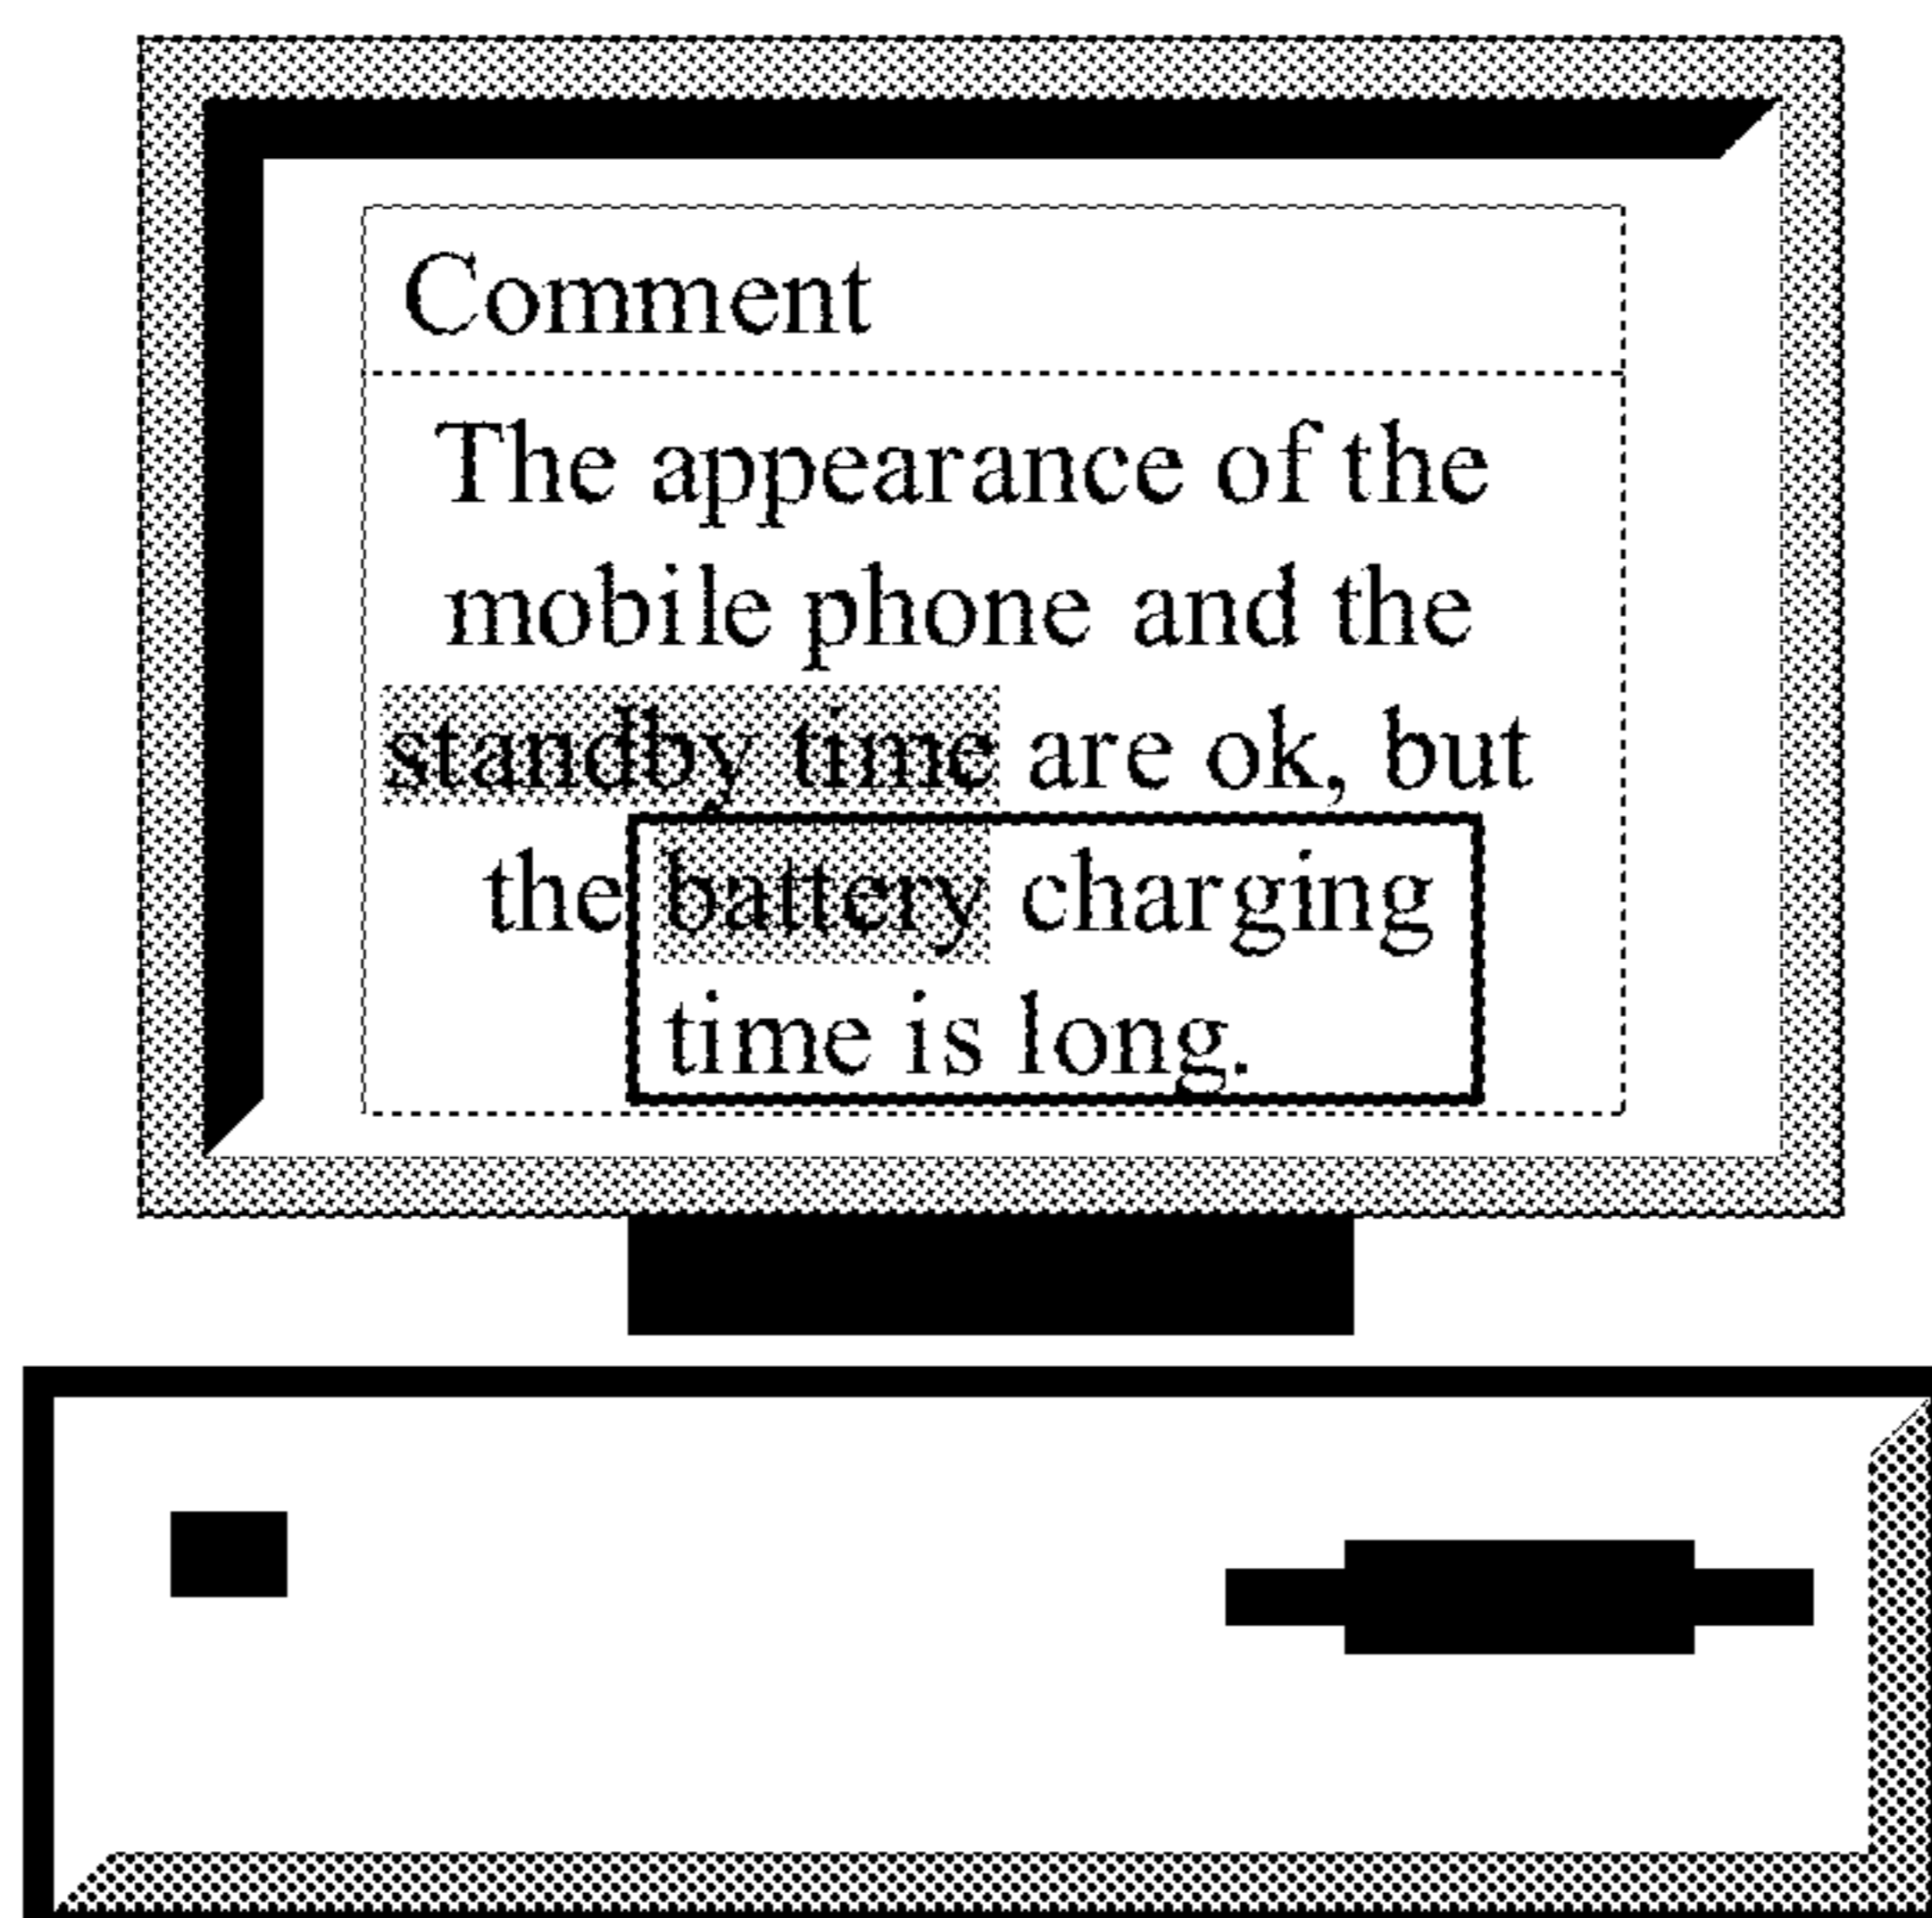 Comment
The appearance of the
mobile phone and the
standby time are ok, but
the battery charging
time is long.